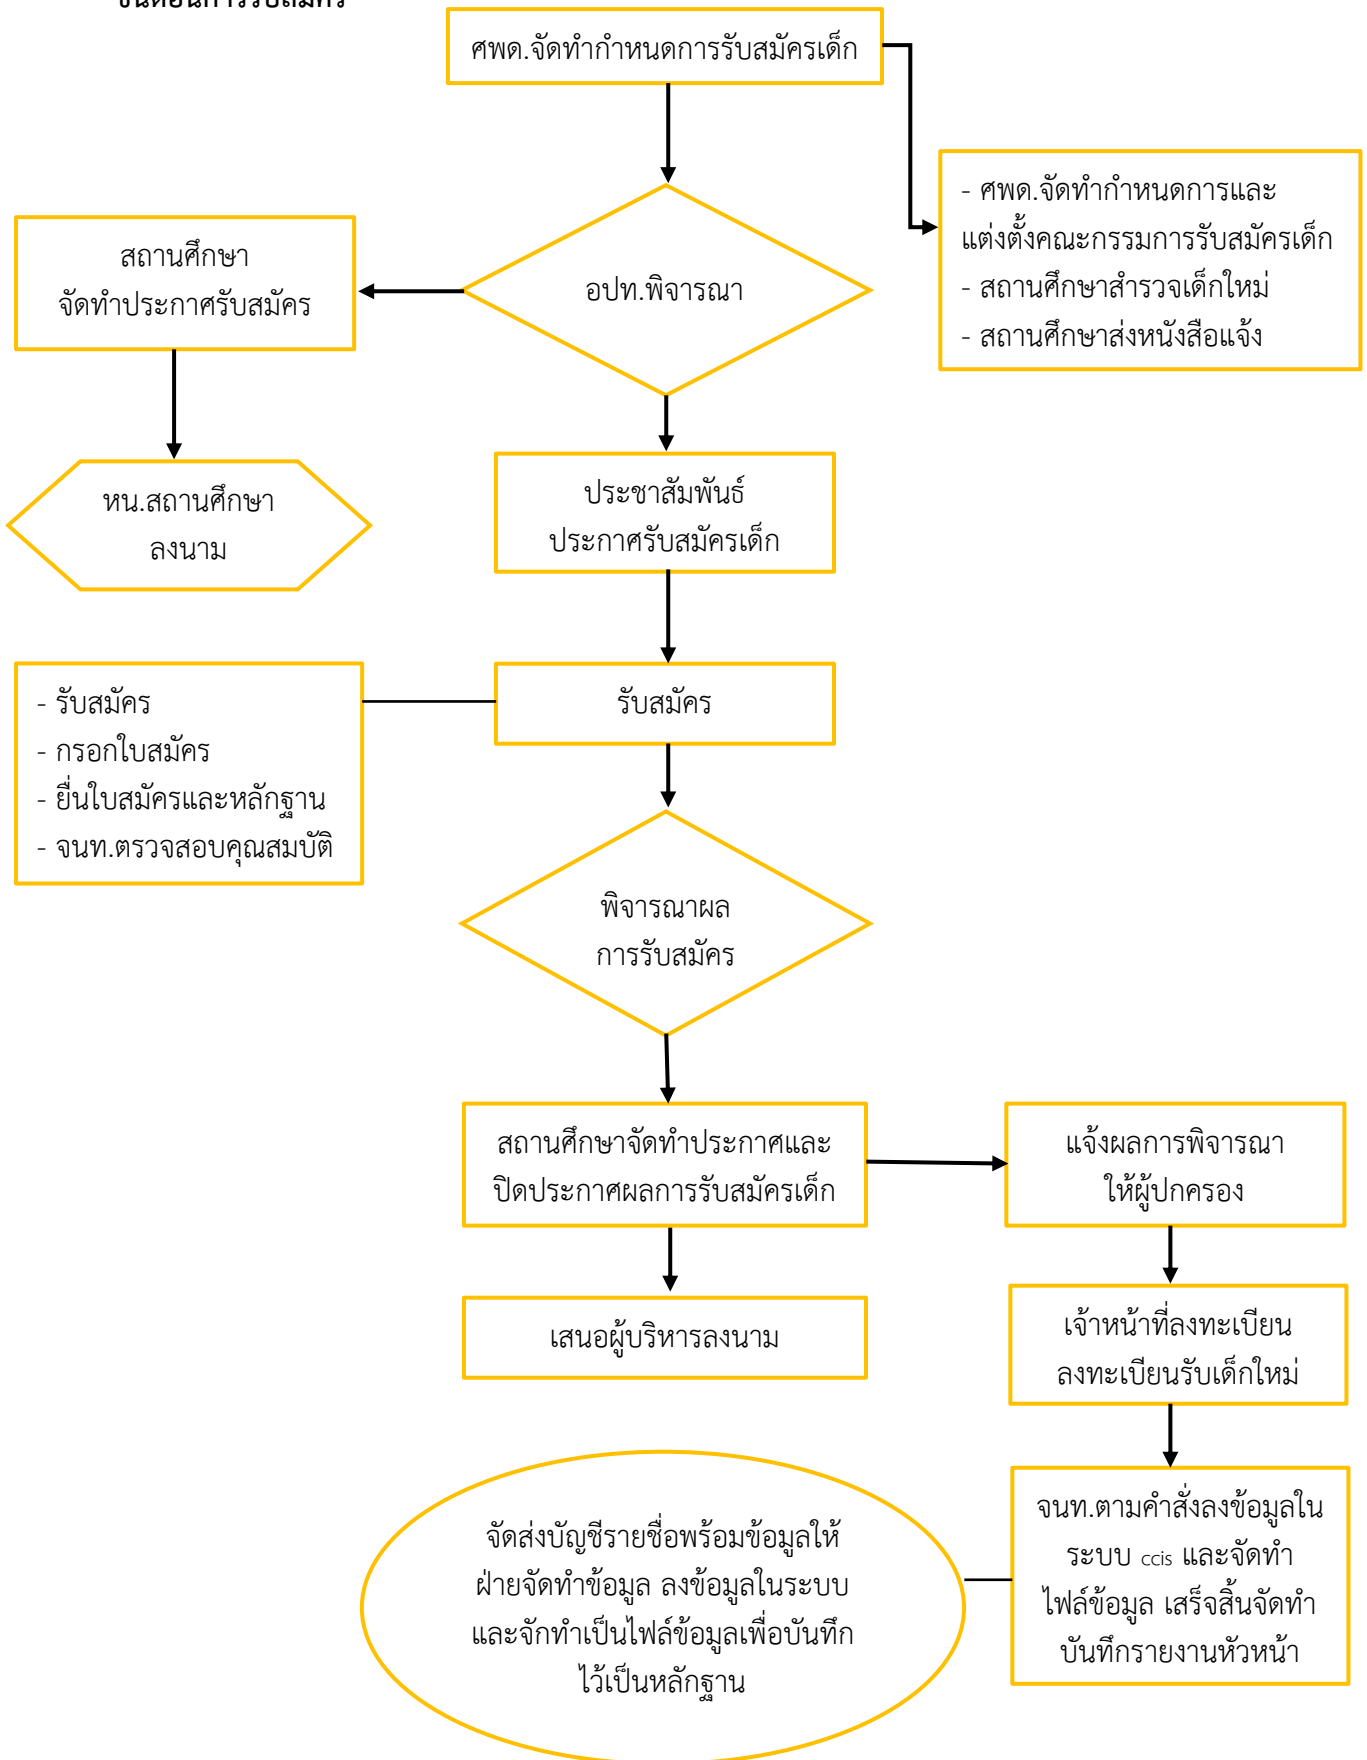 ขั้นตอนการรับสมัคร
ศพด.จัดทำกำหนดการรับสมัครเด็ก
- ศพด.จัดทำกำหนดการและ
แต่งตั้งคณะกรรมการรับสมัครเด็ก
- สถานศึกษาสำรวจเด็กใหม่
- สถานศึกษาส่งหนังสือแจ้ง
สถานศึกษา
จัดทำประกาศรับสมัคร
อปท.พิจารณา
หน.สถานศึกษา
ลงนาม
ประชาสัมพันธ์
ประกาศรับสมัครเด็ก
- รับสมัคร
- กรอกใบสมัคร
- ยื่นใบสมัครและหลักฐาน
- จนท.ตรวจสอบคุณสมบัติ
รับสมัคร
พิจารณาผล
การรับสมัคร
สถานศึกษาจัดทำประกาศและ
ปิดประกาศผลการรับสมัครเด็ก
แจ้งผลการพิจารณา
ให้ผู้ปกครอง
เสนอผู้บริหารลงนาม
เจ้าหน้าที่ลงทะเบียน
ลงทะเบียนรับเด็กใหม่
จนท.ตามคำสั่งลงข้อมูลใน
ระบบ ccis และจัดทำ
ไฟล์ข้อมูล เสร็จสิ้นจัดทำ
บันทึกรายงานหัวหน้า
จัดส่งบัญชีรายชื่อพร้อมข้อมูลให้
ฝ่ายจัดทำข้อมูล ลงข้อมูลในระบบ
และจักทำเป็นไฟล์ข้อมูลเพื่อบันทึก
ไว้เป็นหลักฐาน